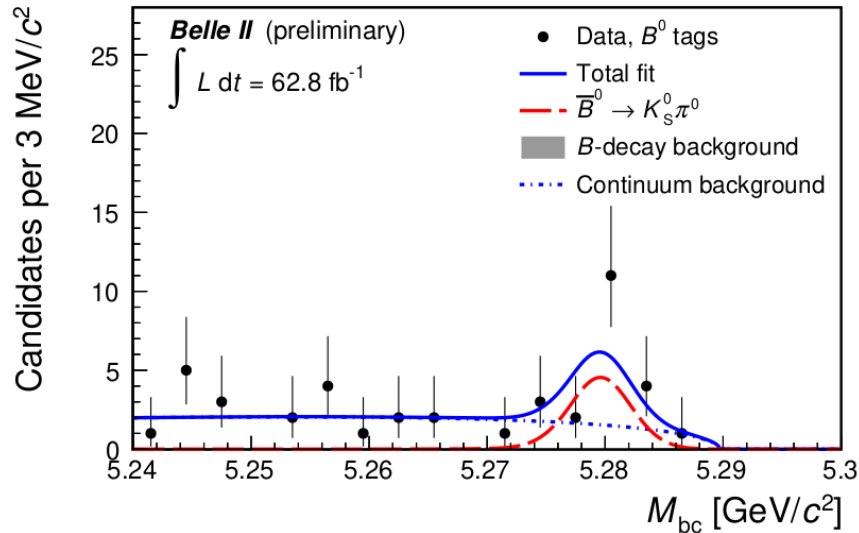 Belle II (preliminary)
∫ L dt = 62.8 fb⁻¹
Data, B⁰ tags
Total fit
B̅⁰ → K⁰_S π⁰
B-decay background
Continuum background
Candidates per 3 MeV/c²
25
20
15
10
5
0
5.24 5.25 5.26 5.27 5.28 5.29 5.3
M_bc [GeV/c²]